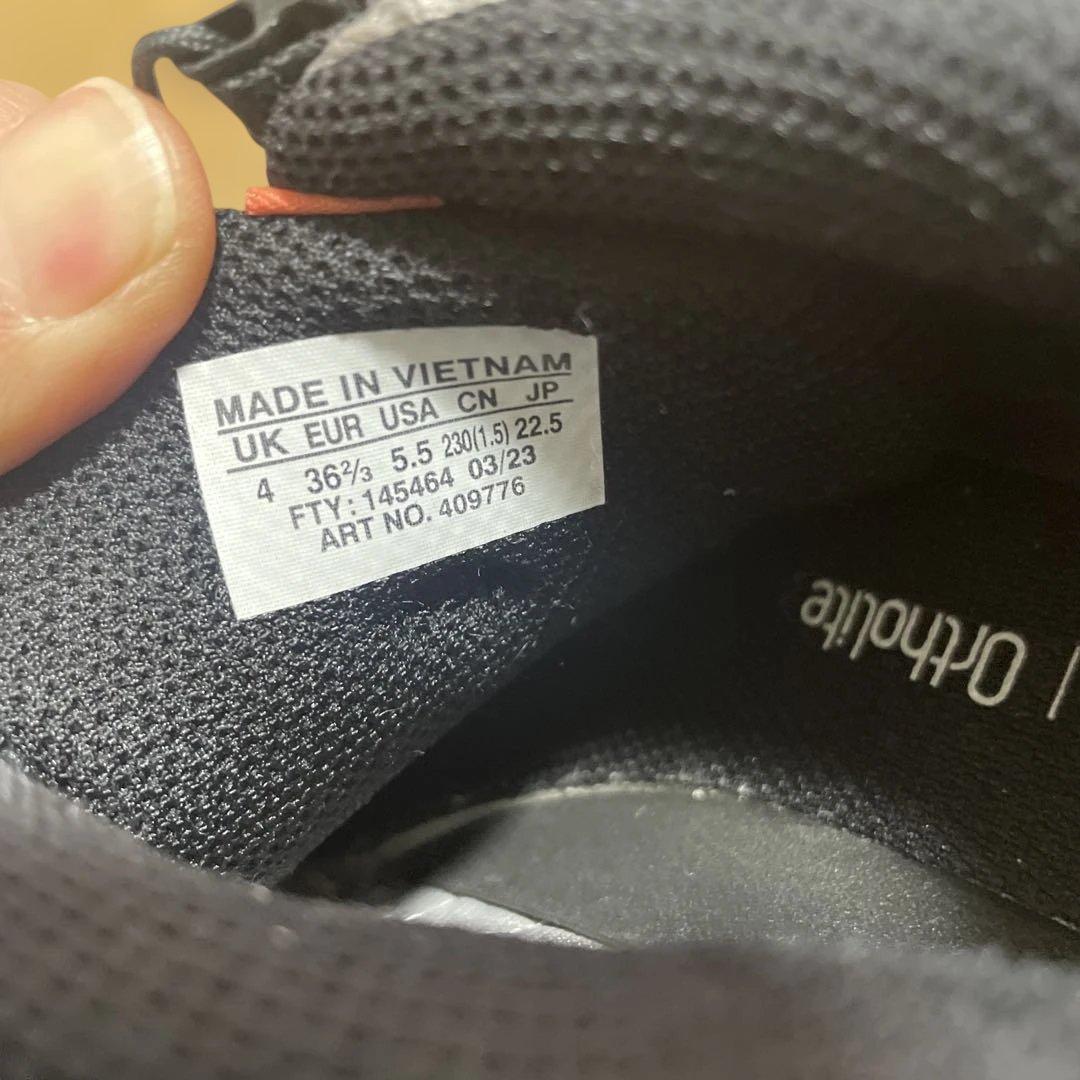 MADE IN VIETNAM
UK EUR USA CN JP
4 36⅔ 5.5 230(1.5) 22.5
FTY: 145464 03/23
ART NO. 409776
Ortholite